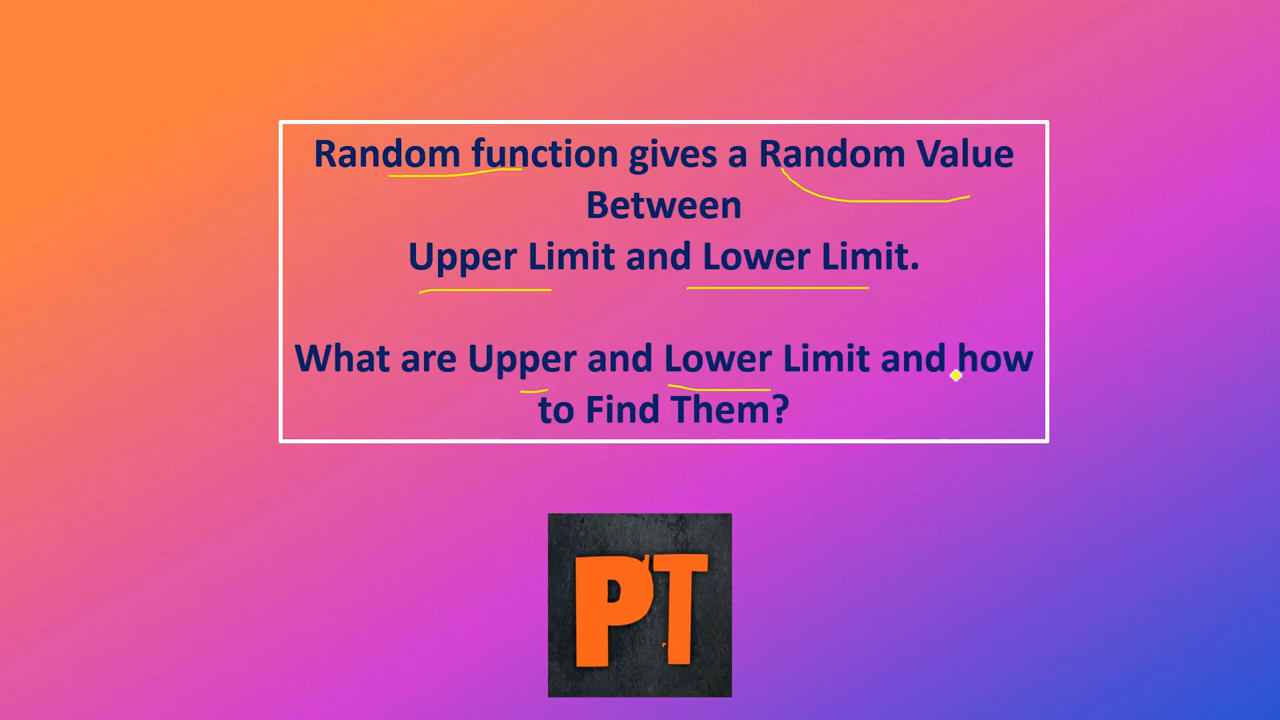 Random function gives a Random Value
Between
Upper Limit and Lower Limit.
What are Upper and Lower Limit and how
to Find Them?
PT